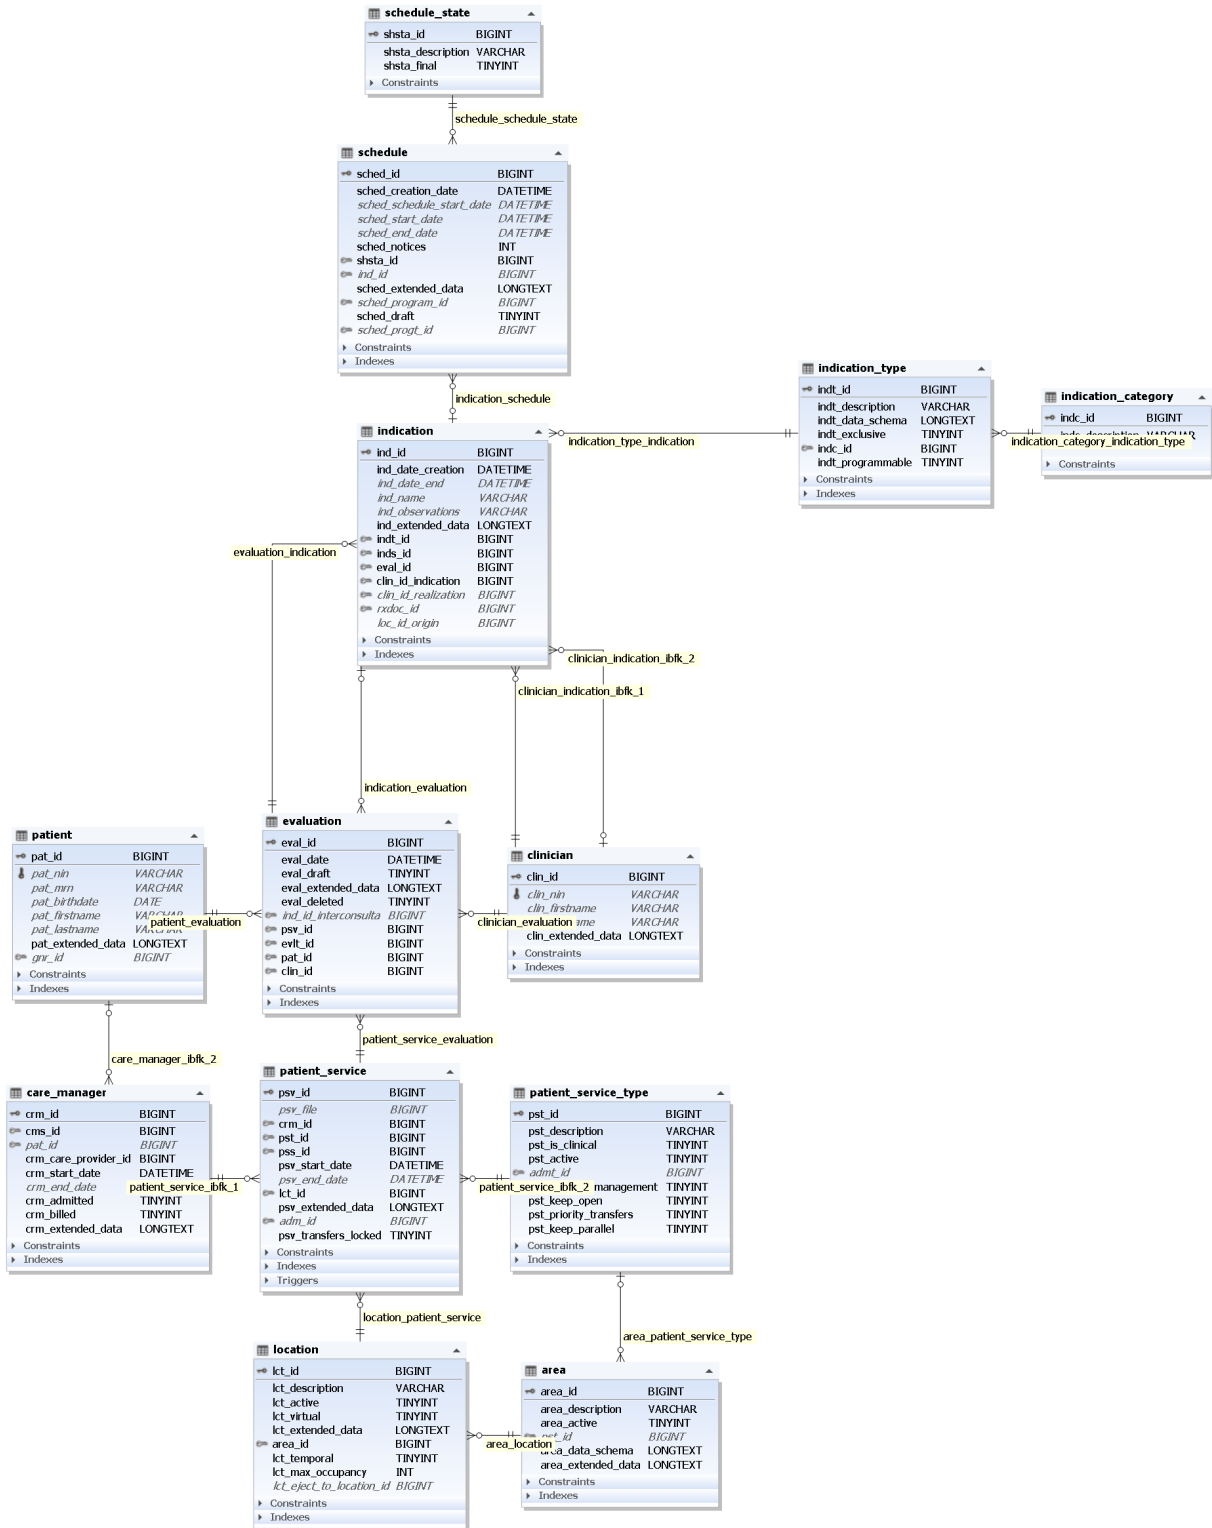 schedule_state
shsta_id BIGINT
shsta_description VARCHAR
shsta_final TINYINT
Constraints
schedule_schedule_state
schedule
sched_id BIGINT
sched_creation_date DATETIME
sched_schedule_start_date DATETIME
sched_start_date DATETIME
sched_end_date DATETIME
sched_notices INT
shsta_id BIGINT
ind_id BIGINT
sched_extended_data LONGTEXT
sched_program_id BIGINT
sched_draft TINYINT
sched_progt_id BIGINT
Constraints
Indexes
indication_schedule
indication_type
indt_id BIGINT
indt_description VARCHAR
indt_data_schema LONGTEXT
indt_exclusive TINYINT
indc_id BIGINT
indt_programmable TINYINT
Constraints
Indexes
indication_category
indc_id BIGINT
indication_category_indication_type
Constraints
indication_type_indication
indication
ind_id BIGINT
ind_date_creation DATETIME
ind_date_end DATETIME
ind_name VARCHAR
ind_observations VARCHAR
ind_extended_data LONGTEXT
indt_id BIGINT
inds_id BIGINT
eval_id BIGINT
clin_id_indication BIGINT
clin_id_realization BIGINT
rxdoc_id BIGINT
loc_id_origin BIGINT
Constraints
Indexes
evaluation_indication
clinician_indication_ibfk_2
clinician_indication_ibfk_1
indication_evaluation
patient
pat_id BIGINT
pat_nin VARCHAR
pat_mrn VARCHAR
pat_birthdate DATE
pat_firstname
pat_lastname
pat_extended_data LONGTEXT
gnr_id BIGINT
Constraints
Indexes
patient_evaluation
evaluation
eval_id BIGINT
eval_date DATETIME
eval_draft TINYINT
eval_extended_data LONGTEXT
eval_deleted TINYINT
ind_id_interconsulta BIGINT
psv_id BIGINT
evlt_id BIGINT
pat_id BIGINT
clin_id BIGINT
Constraints
Indexes
clinician_evaluation
clinician
clin_id BIGINT
clin_nin VARCHAR
clin_firstname VARCHAR
VARCHAR
clin_extended_data LONGTEXT
Constraints
Indexes
care_manager_ibfk_2
patient_service_evaluation
care_manager
crm_id BIGINT
cms_id BIGINT
pat_id BIGINT
crm_care_provider_id BIGINT
crm_start_date DATETIME
crm_end_date
crm_admitted TINYINT
crm_billed TINYINT
crm_extended_data LONGTEXT
Constraints
Indexes
patient_service_ibfk_1
patient_service
psv_id BIGINT
psv_file BIGINT
crm_id BIGINT
pst_id BIGINT
pss_id BIGINT
psv_start_date DATETIME
psv_end_date DATETIME
lct_id BIGINT
psv_extended_data LONGTEXT
adm_id BIGINT
psv_transfers_locked TINYINT
Constraints
Indexes
Triggers
patient_service_ibfk_2
patient_service_type
pst_id BIGINT
pst_description VARCHAR
pst_is_clinical TINYINT
pst_active TINYINT
admt_id BIGINT
management TINYINT
pst_keep_open TINYINT
pst_priority_transfers TINYINT
pst_keep_parallel TINYINT
Constraints
Indexes
location_patient_service
area_patient_service_type
location
lct_id BIGINT
lct_description VARCHAR
lct_active TINYINT
lct_virtual TINYINT
lct_extended_data LONGTEXT
area_id BIGINT
lct_temporal TINYINT
lct_max_occupancy INT
lct_eject_to_location_id BIGINT
Constraints
Indexes
area_location
area
area_id BIGINT
area_description VARCHAR
area_active TINYINT
BIGINT
area_data_schema LONGTEXT
area_extended_data LONGTEXT
Constraints
Indexes